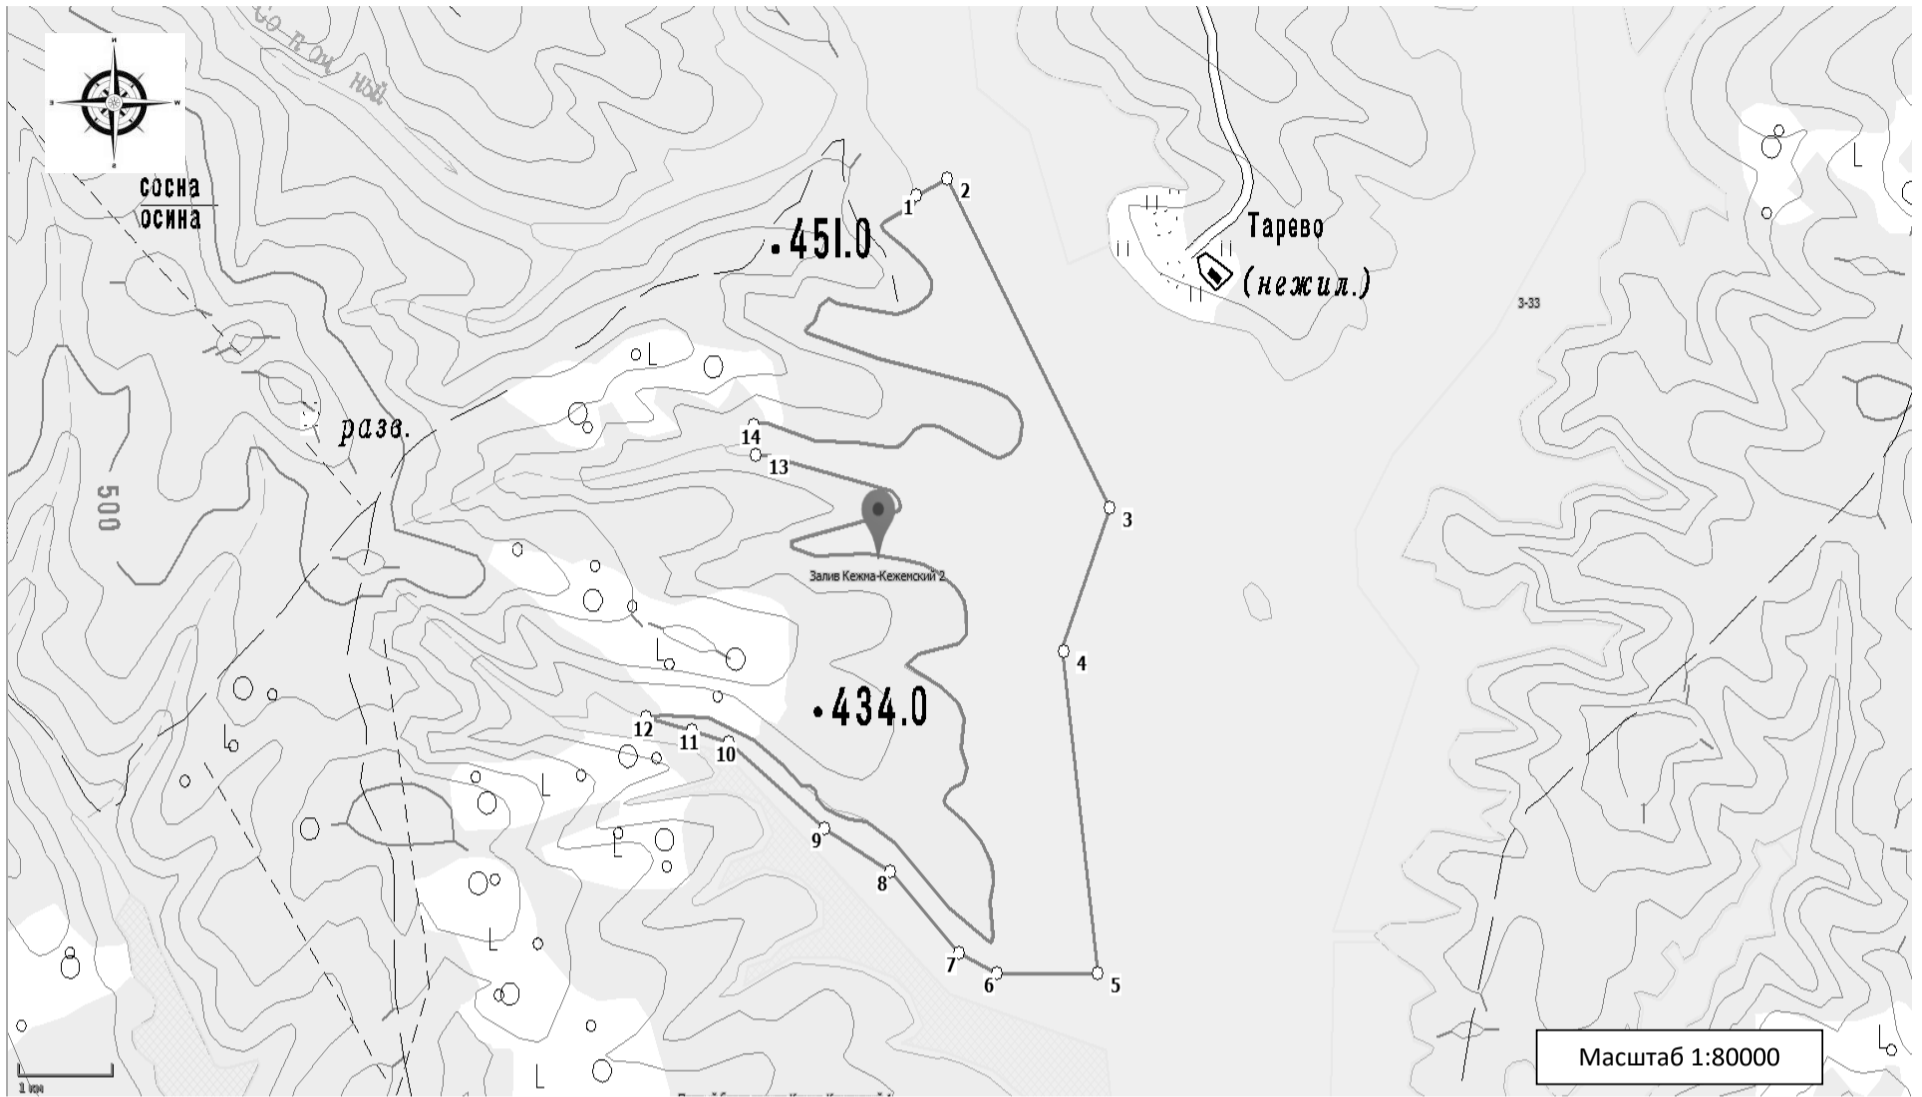 Сопочный
сосна
осина
1
2
.451.0
Тарево
(нежил.)
3-33
L
L
разв.
14
13
500
3
Залив Кежма-Кежемский 2
4
L
.434.0
12
11
10
L
L
9
L
8
L
7
6
5
L
L
1 км
Масштаб 1:80000